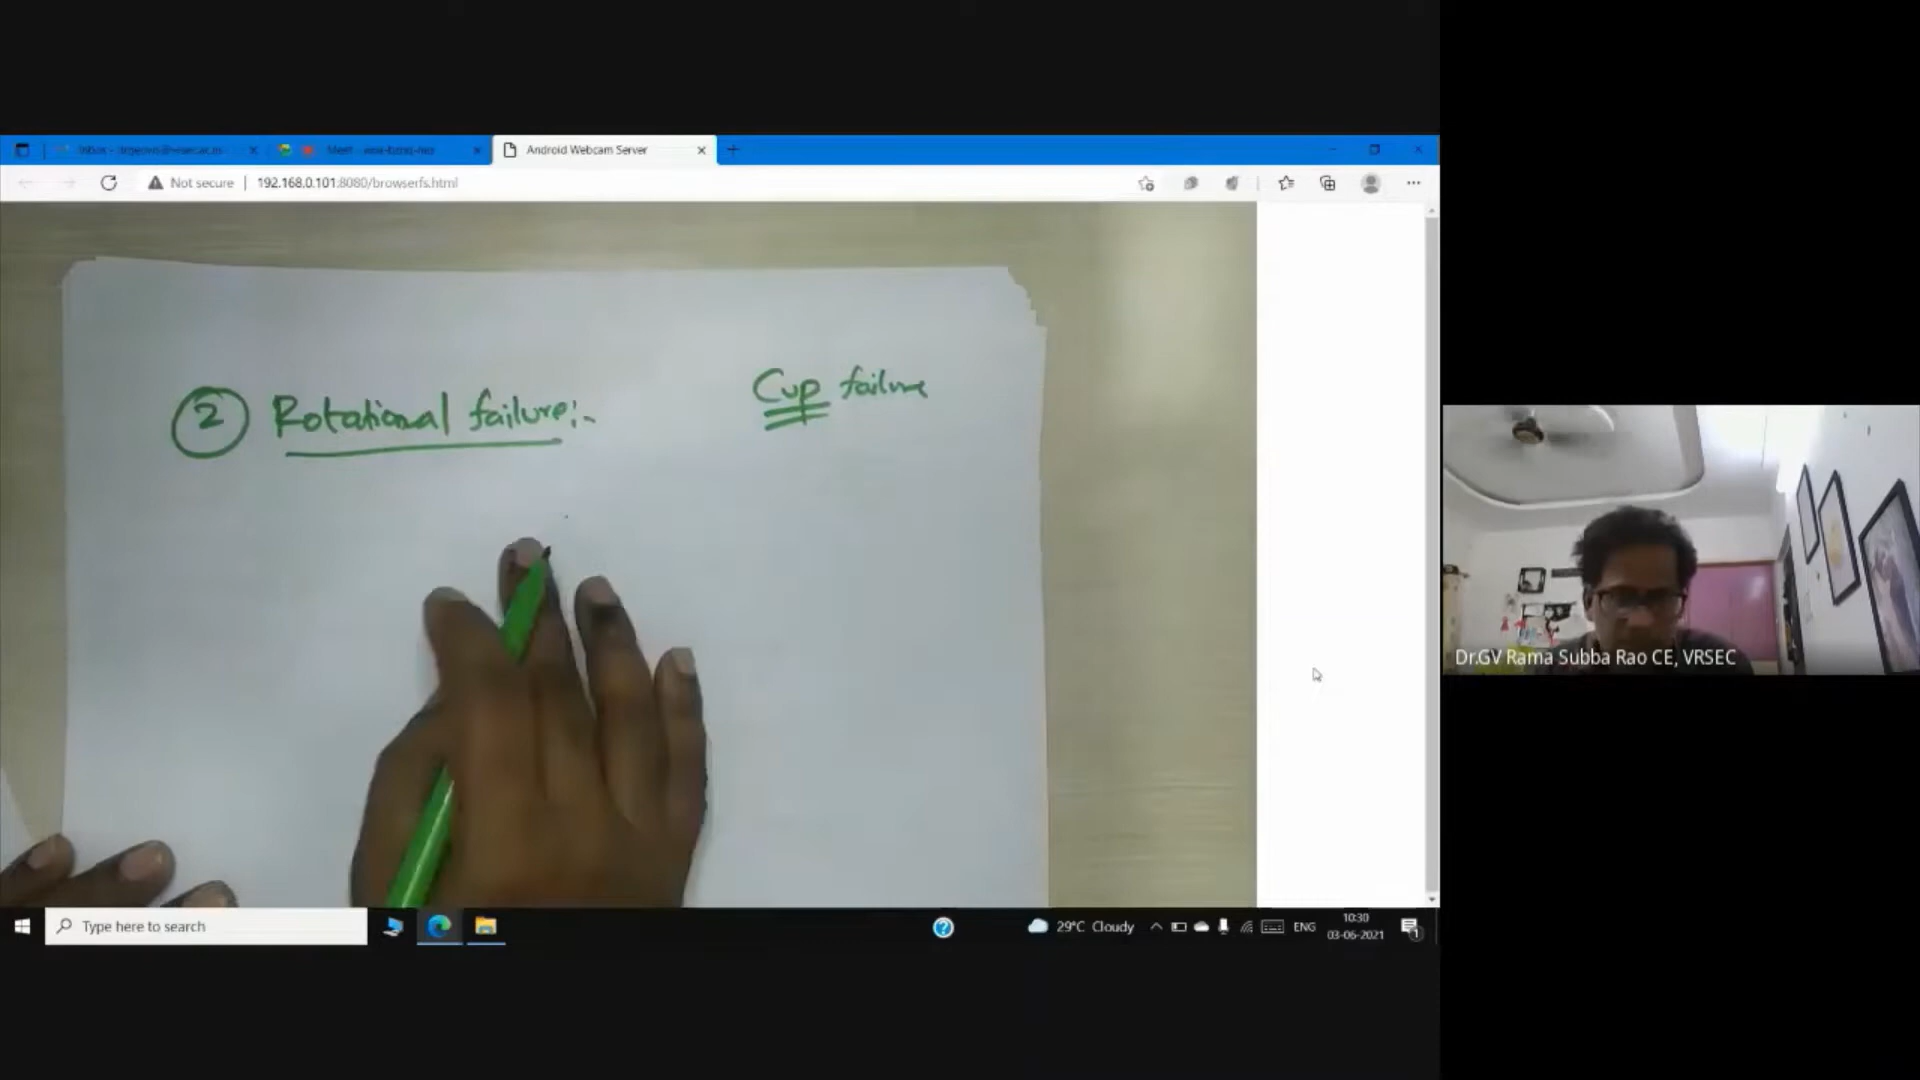 Android Webcam Server
Not secure
192.168.0.101:8080/browserfs.html
② Rotational failure:-
Cup failure
Dr.GV Rama Subba Rao CE, VRSEC
Type here to search
29°C Cloudy
ENG
10:30
03-06-2021
1